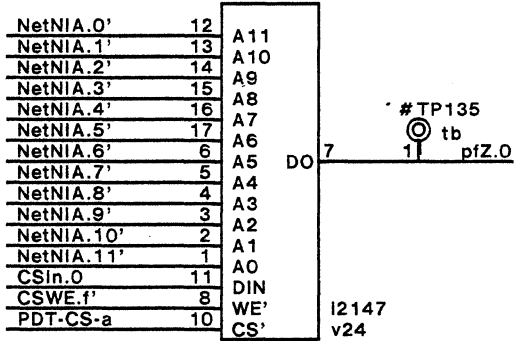 NetNIA.0' 12 A11
NetNIA.1' 13 A10
NetNIA.2' 14 A9
NetNIA.3' 15 A8
NetNIA.4' 16 A7
NetNIA.5' 17 A6
NetNIA.6' 6 A5
NetNIA.7' 5 A4
NetNIA.8' 4 A3
NetNIA.9' 3 A2
NetNIA.10' 2 A1
NetNIA.11' 1 A0
CSIn.0 11 DIN
CSWE.f' 8 WE'
PDT-CS-a 10 CS'
#TP135
tb
DO 7 1 pfZ.0
I2147
v24